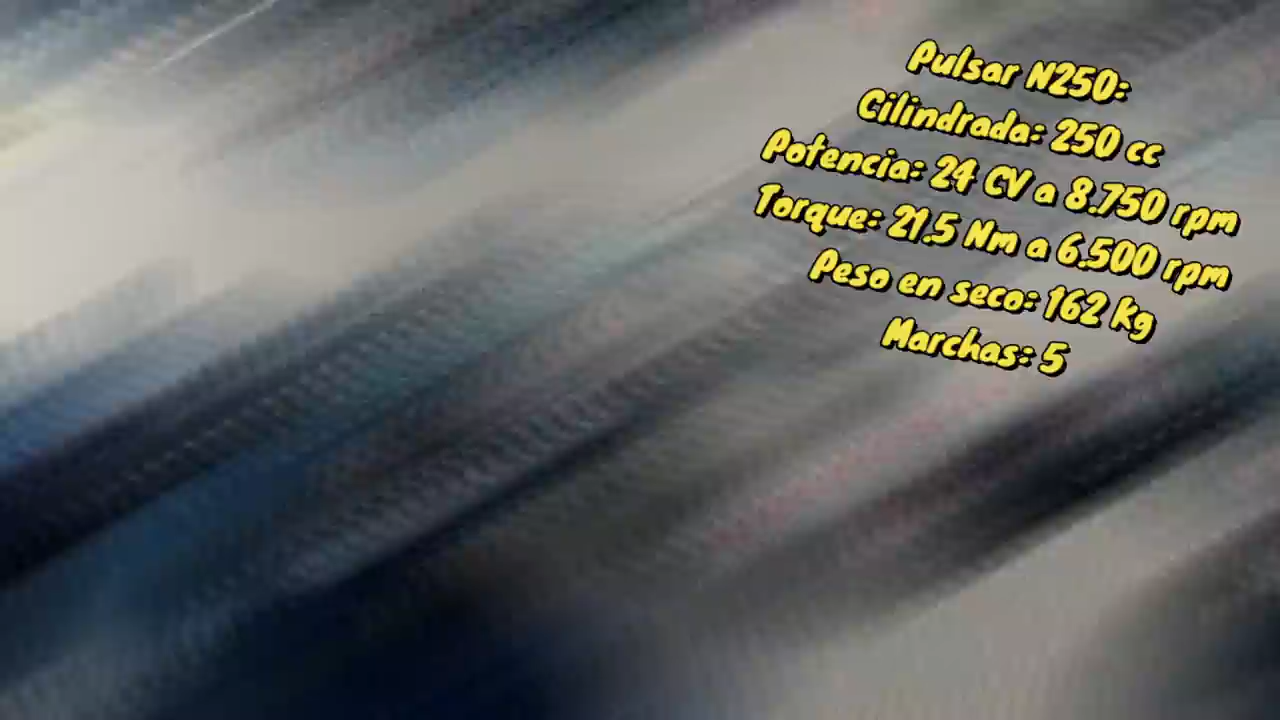 Pulsar N250:
Cilindrada: 250 cc
Potencia: 24 CV a 8.750 rpm
Torque: 21.5 Nm a 6.500 rpm
Peso en seco: 162 kg
Marchas: 5